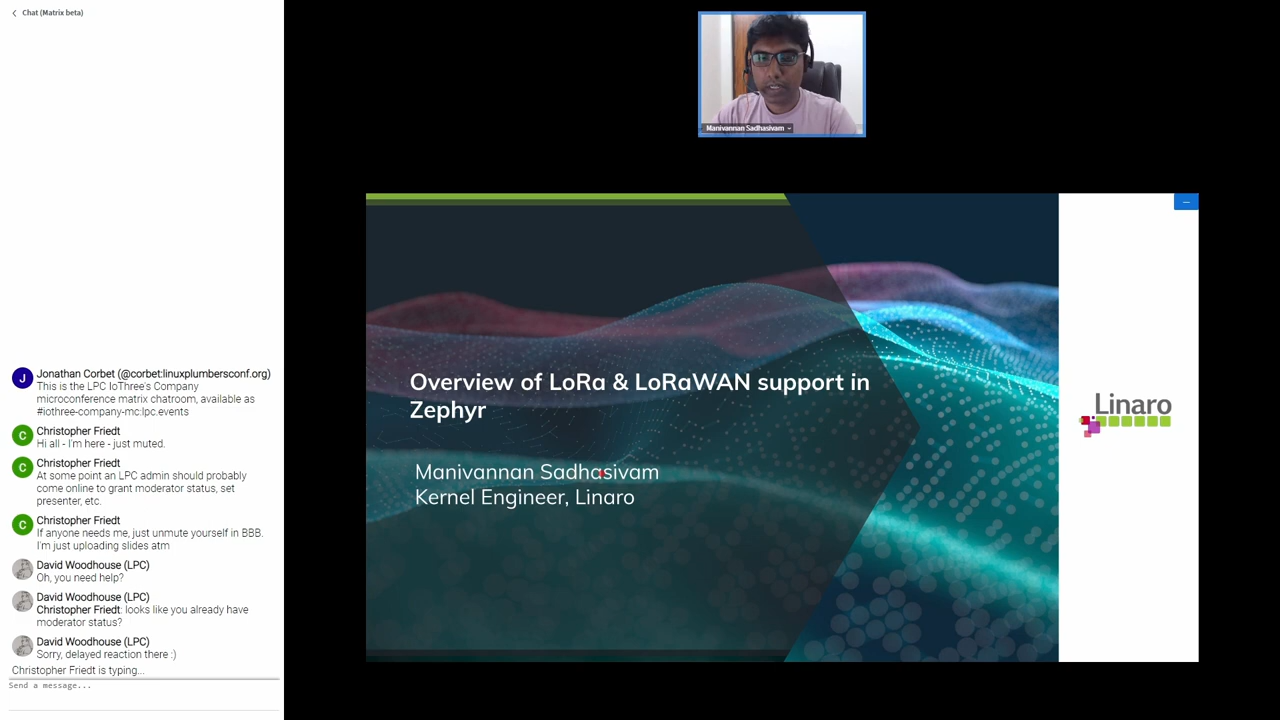 Chat (Matrix beta)
Jonathan Corbet (@corbet:linuxplumbersconf.org)
This is the LPC IoThree's Company
microconference matrix chatroom, available as
#iothree-company-mc:lpc.events
Christopher Friedt
Hi all - I'm here - just muted.
Christopher Friedt
At some point an LPC admin should probably
come online to grant moderator status, set
presenter, etc.
Christopher Friedt
If anyone needs me, just unmute yourself in BBB.
I'm just uploading slides atm
David Woodhouse (LPC)
Oh, you need help?
David Woodhouse (LPC)
Christopher Friedt: looks like you already have
moderator status?
David Woodhouse (LPC)
Sorry, delayed reaction there :)
Christopher Friedt is typing...
Send a message...
J
C
C
C
Manivannan Sadhasivam
Overview of LoRa & LoRaWAN support in
Zephyr
Manivannan Sadhasivam
Kernel Engineer, Linaro
Linaro